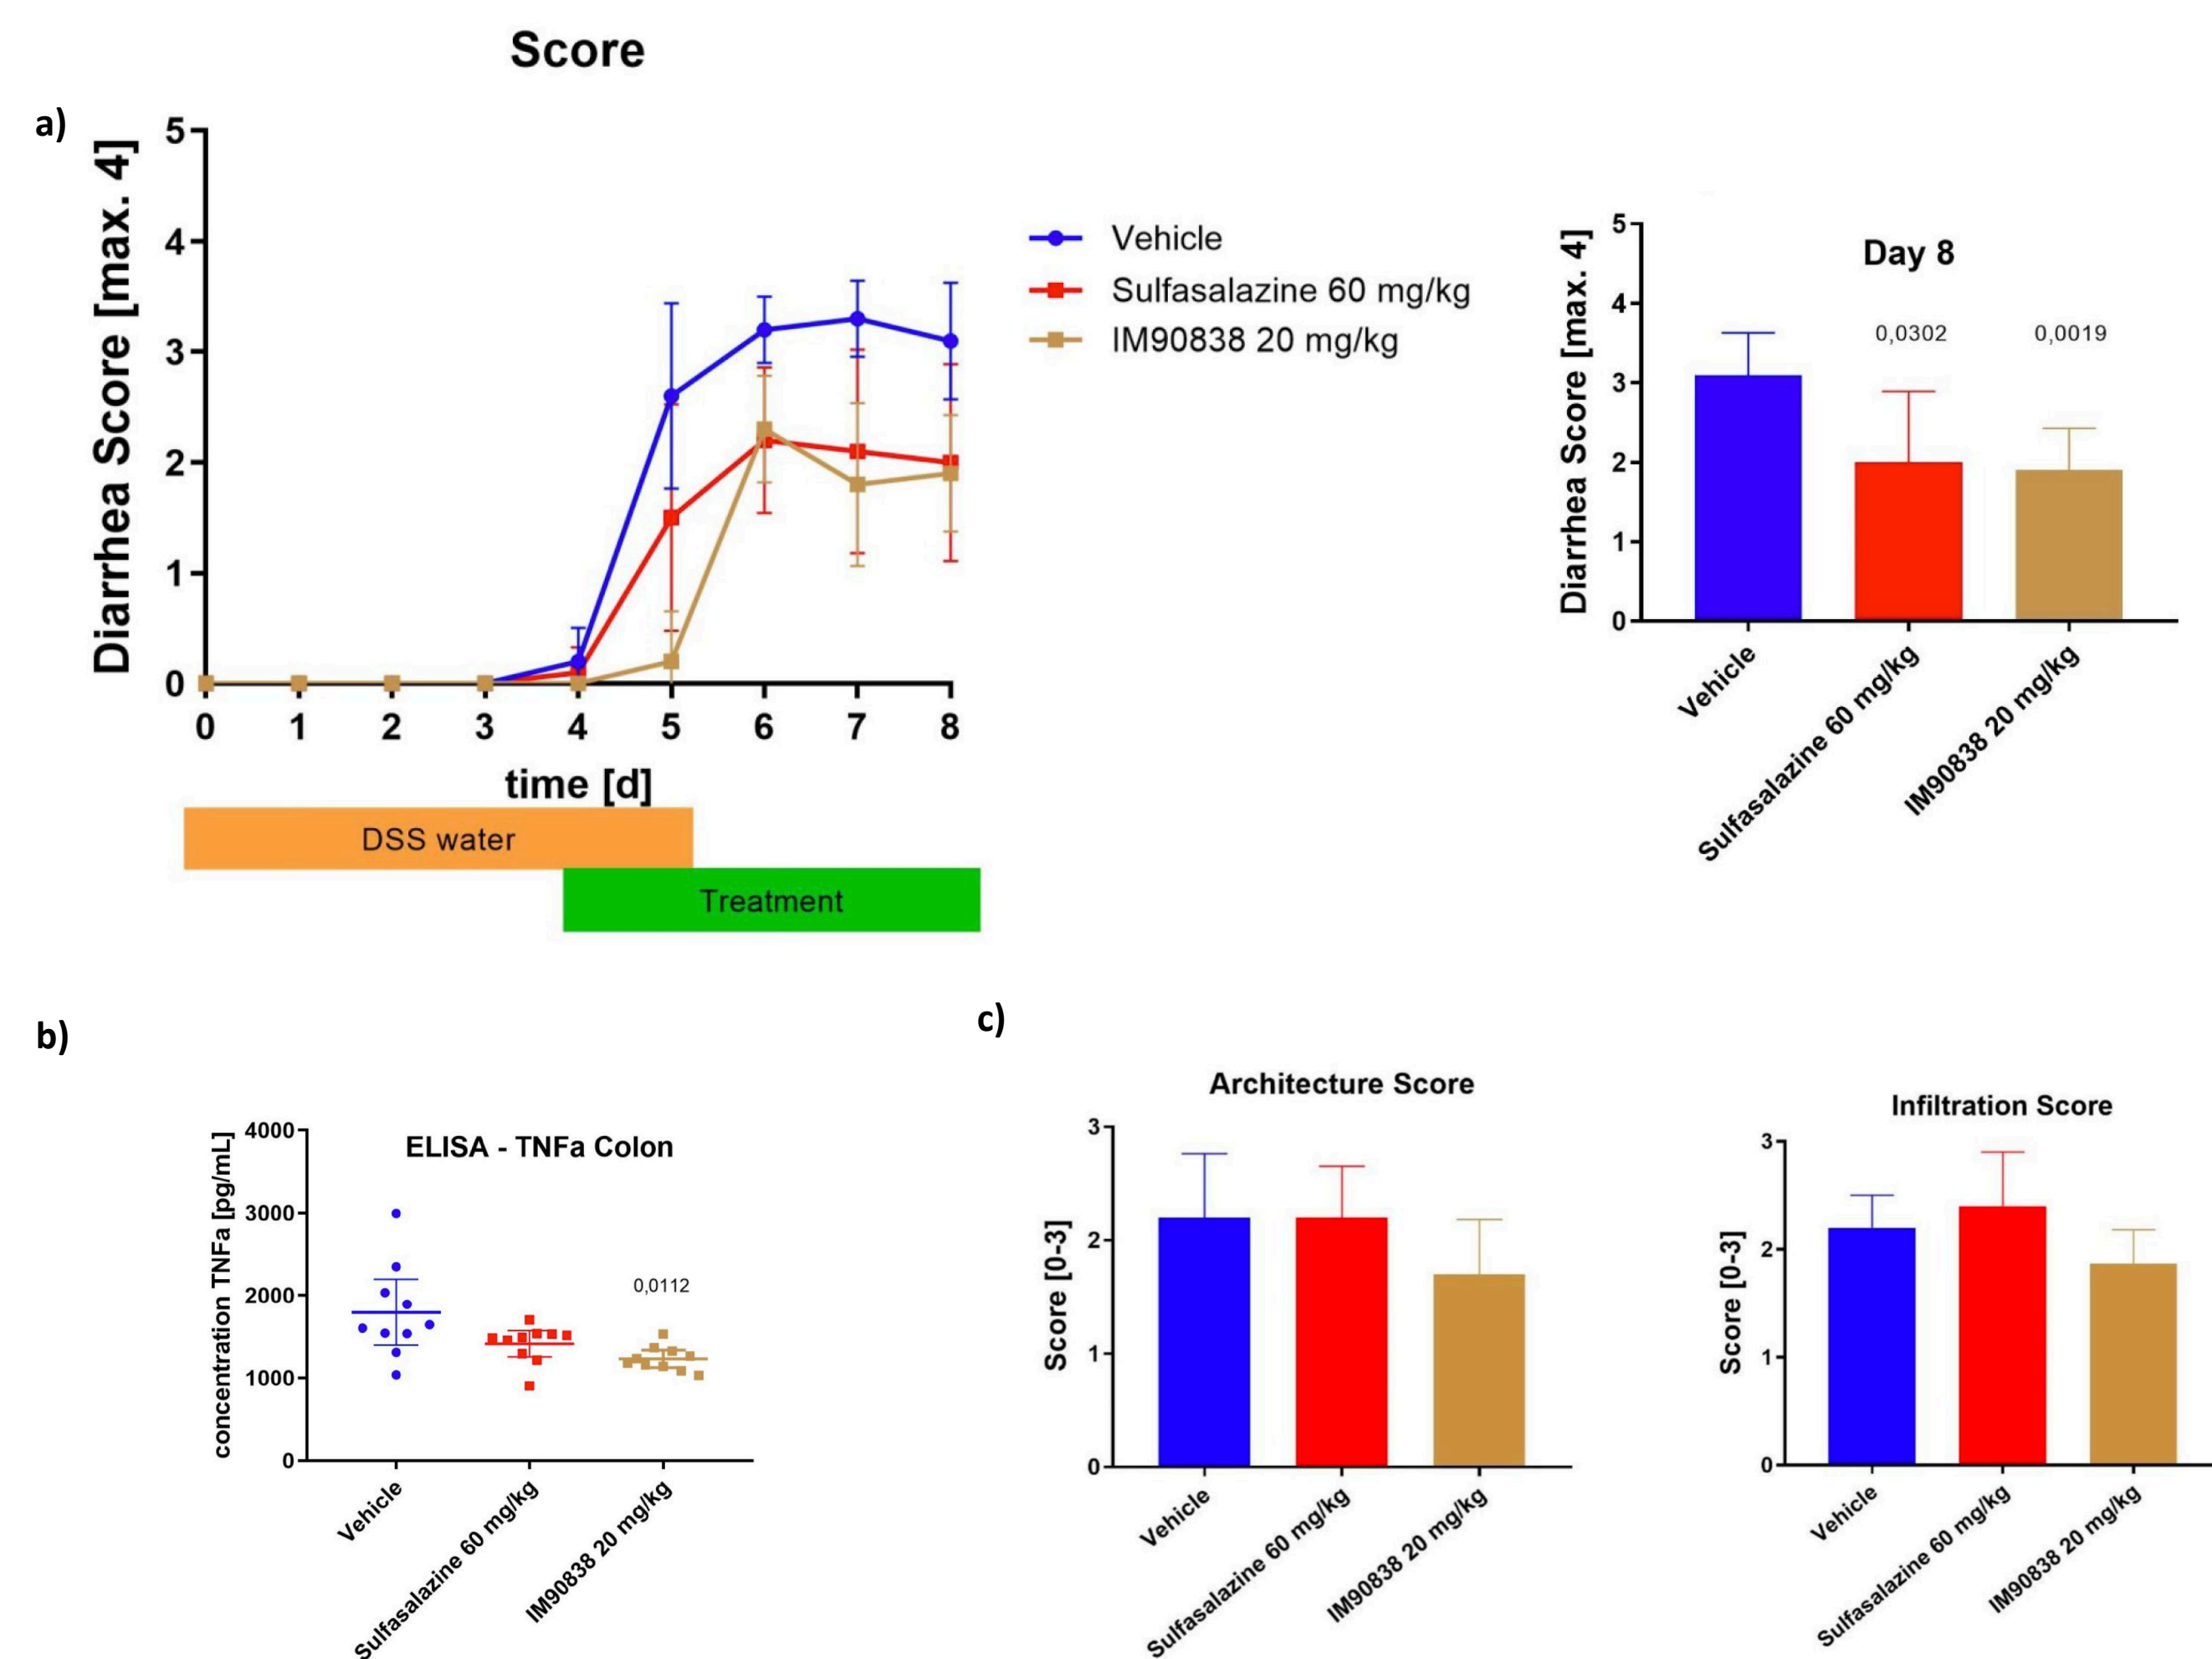 Score
a)
Diarrhea Score [max. 4]
5
4
3
2
1
0
0 1 2 3 4 5 6 7 8
time [d]
DSS water
Treatment
Vehicle
Sulfasalazine 60 mg/kg
IM90838 20 mg/kg
Day 8
Diarrhea Score [max. 4]
5
4
3
2
1
0
0,0302
0,0019
Vehicle
Sulfasalazine 60 mg/kg
IM90838 20 mg/kg
b)
ELISA - TNFa Colon
concentration TNFa [pg/mL]
4000
3000
2000
1000
0
0,0112
Vehicle
Sulfasalazine 60 mg/kg
IM90838 20 mg/kg
c)
Architecture Score
Score [0-3]
3
2
1
0
Vehicle
Sulfasalazine 60 mg/kg
IM90838 20 mg/kg
Infiltration Score
Score [0-3]
3
2
1
0
Vehicle
Sulfasalazine 60 mg/kg
IM90838 20 mg/kg